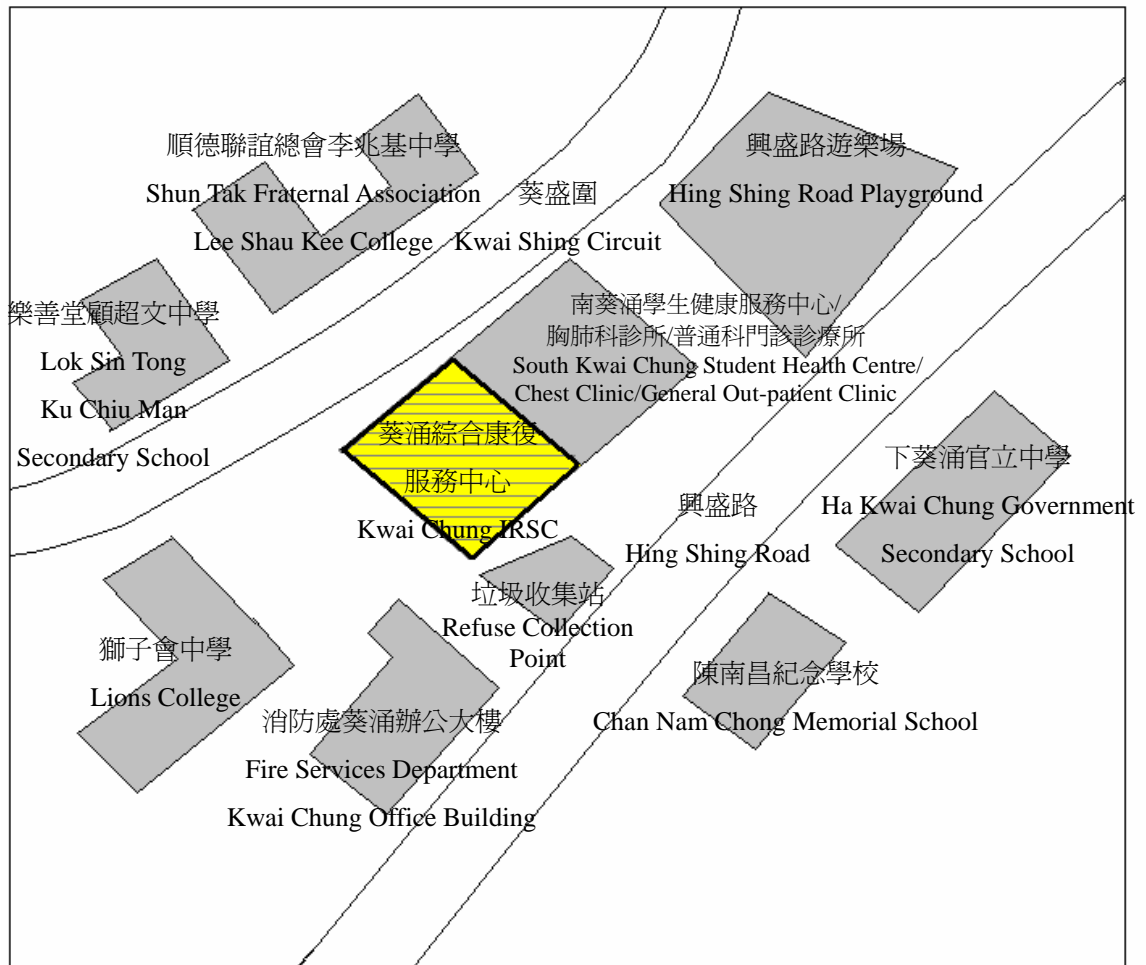 順德聯誼總會李兆基中學
Shun Tak Fraternal Association
Lee Shau Kee College
葵盛圍
Kwai Shing Circuit
興盛路遊樂場
Hing Shing Road Playground
樂善堂顧超文中學
Lok Sin Tong
Ku Chiu Man
Secondary School
南葵涌學生健康服務中心/
胸肺科診所/普通科門診診療所
South Kwai Chung Student Health Centre/
Chest Clinic/General Out-patient Clinic
葵涌綜合康復
服務中心
Kwai Chung IRSC
下葵涌官立中學
Ha Kwai Chung Government
Secondary School
興盛路
Hing Shing Road
垃圾收集站
Refuse Collection
Point
獅子會中學
Lions College
消防處葵涌辦公大樓
Fire Services Department
Kwai Chung Office Building
陳南昌紀念學校
Chan Nam Chong Memorial School